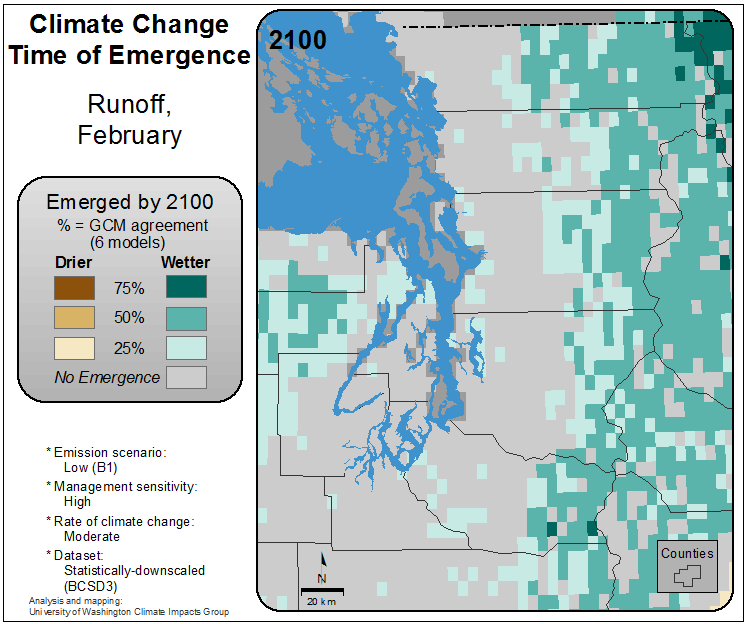 Climate Change
Time of Emergence
Runoff,
February
Emerged by 2100
% = GCM agreement
(6 models)
Drier Wetter
75%
50%
25%
No Emergence
* Emission scenario:
Low (B1)
* Management sensitivity:
High
* Rate of climate change:
Moderate
* Dataset:
Statistically-downscaled
(BCSD3)
Analysis and mapping:
University of Washington Climate Impacts Group
2100
N
20 km
Counties